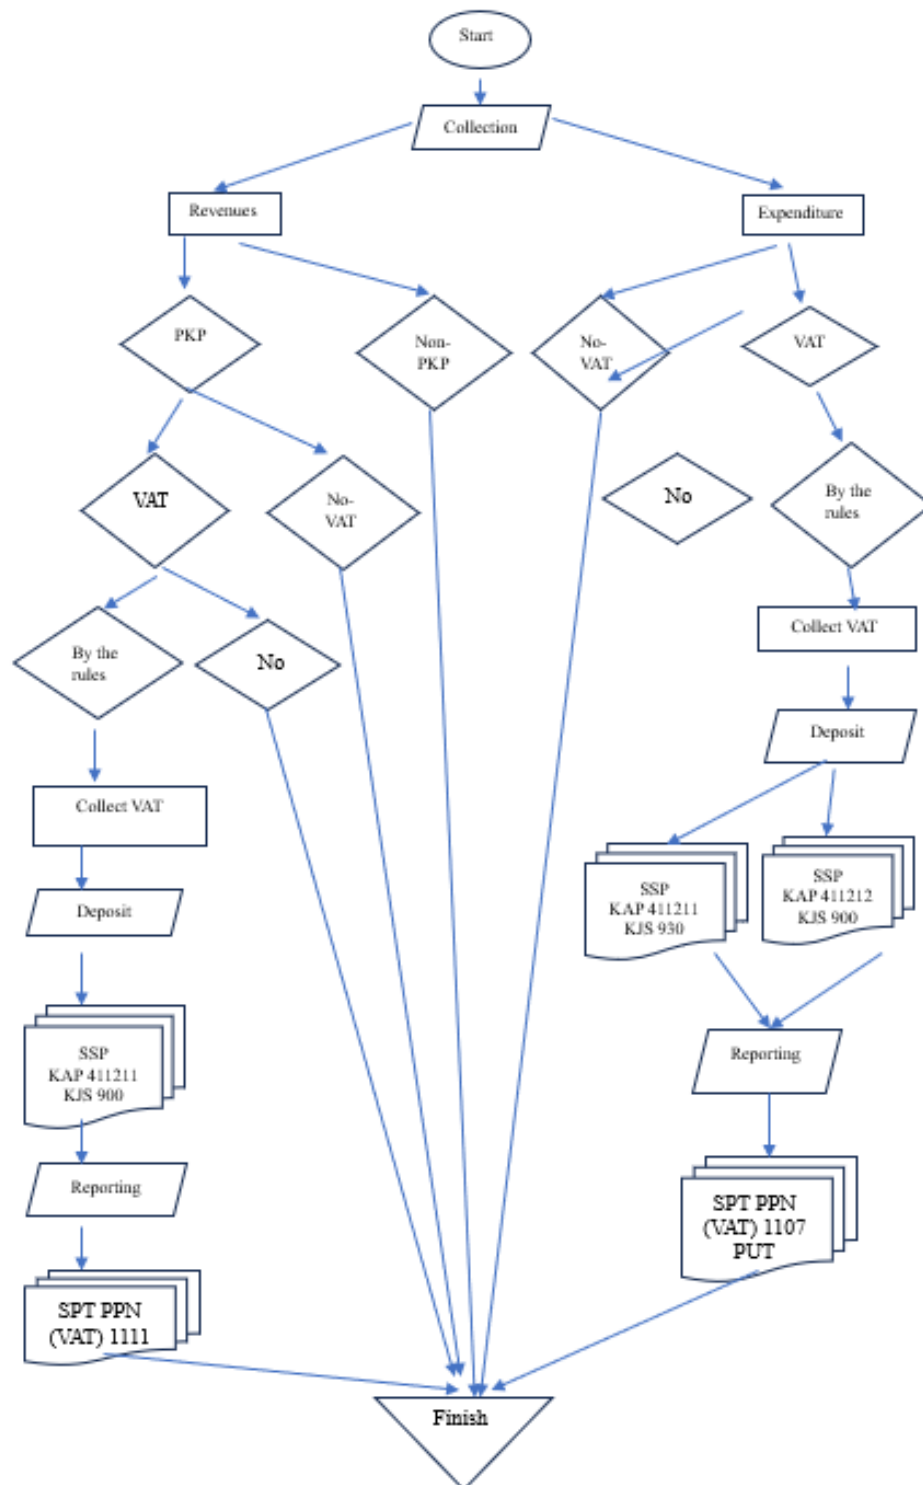 Start
Collection
Revenues
Expenditure
PKP
Non-
PKP
No-
VAT
VAT
VAT
No-
VAT
No
By the
rules
By the
rules
No
Collect VAT
Deposit
Collect VAT
Deposit
SSP
KAP 411211
KJS 930
SSP
KAP 411212
KJS 900
SSP
KAP 411211
KJS 900
Reporting
Reporting
SPT PPN
(VAT) 1107
PUT
SPT PPN
(VAT) 1111
Finish